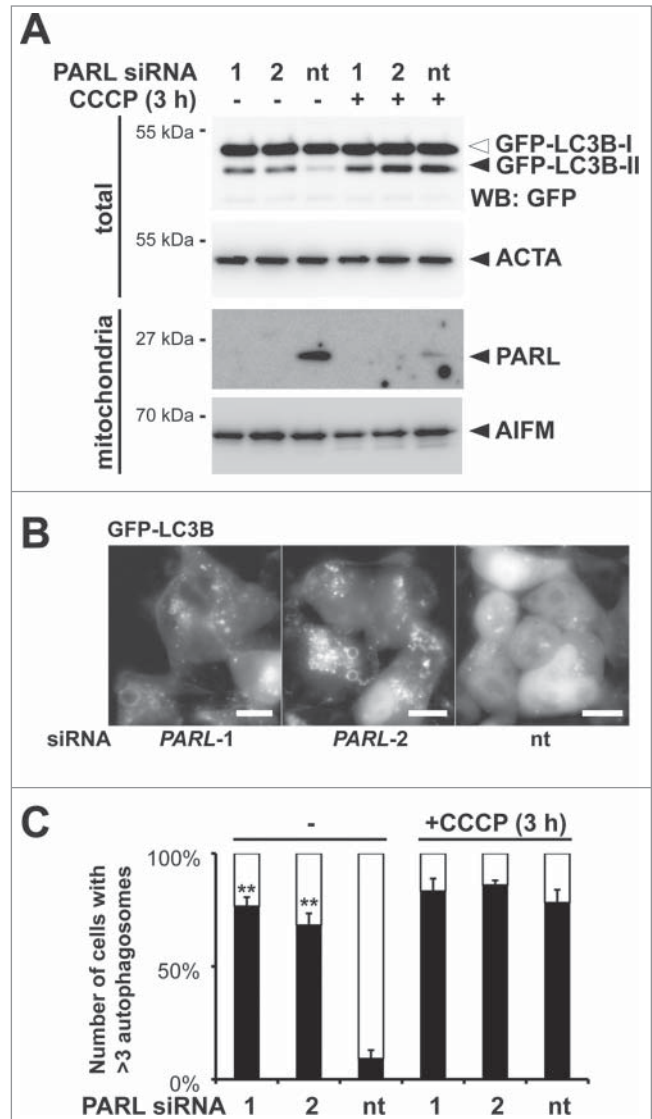 A
PARL siRNA 1 2 nt 1 2 nt
CCCP (3 h) - - - + + +
total
55 kDa
GFP-LC3B-I
GFP-LC3B-II
WB: GFP
55 kDa
ACTA
mitochondria
27 kDa
PARL
70 kDa
AIFM
B
GFP-LC3B
siRNA PARL-1 PARL-2 nt
C
- +CCCP (3 h)
Number of cells with
>3 autophagosomes
100%
50%
0%
** **
PARL siRNA 1 2 nt 1 2 nt